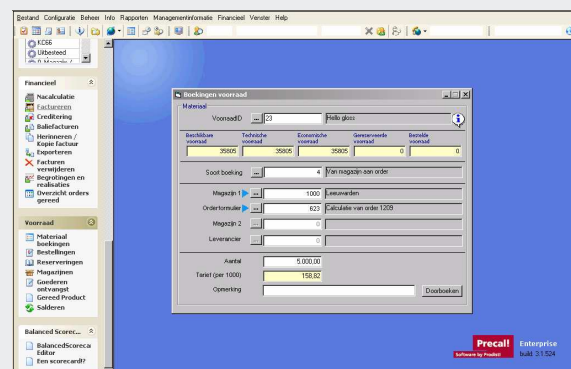 Bestand Configuratie Beheer Info Rapporten Managementinformatie Financieel Venster Help
KC66
Uitbesteed
Financieel
Nacalculatie
Factureren
Creditering
Baliefacturen
Herinneren /
Kopie factuur
Exporteren
Facturen
verwijderen
Begrotingen en
realisaties
Overzicht orders
gereed
Voorraad
Materiaal
boekingen
Bestellingen
Reserveringen
Magazijnen
Goederen
ontvangst
Gereed Product
Salderen
Balanced Scorec...
BalancedScorecar
Editor
Een scorecard!?
Boekingen voorraad
Materiaal
VoorraadID ... 23 Hello gloss
Beschikbare voorraad Technische voorraad Economische voorraad Gereserveerde voorraad Bestelde voorraad
35805 35805 35805 0 0
Soort boeking ... 4 Van magazijn aan order
Magazijn 1 ... 1000 Leeuwarden
Orderformulier ... 623 Calculatie van order 1209
Magazijn 2 ... 0
Leverancier ... 0
Aantal 5.000,00
Tarief (per 1000) 158,82
Opmerking Doorboeken
Precal! Enterprise
Software by Prodist! build: 3.1.524